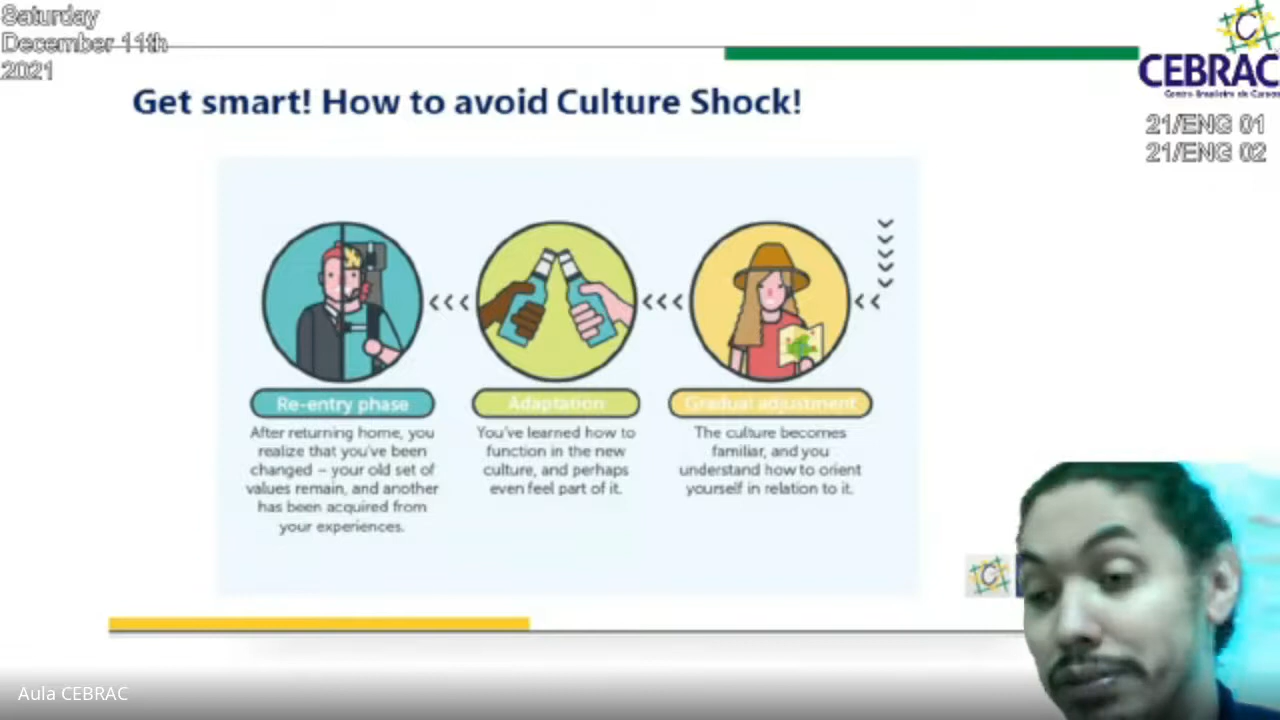 Saturday
December 11th
2021
CEBRAC
Centro Brasileiro de Cursos
21/ENG 01
21/ENG 02
Get smart! How to avoid Culture Shock!
Re-entry phase
After returning home, you
realize that you've been
changed – your old set of
values remain, and another
has been acquired from
your experiences.
Adaptation
You've learned how to
function in the new
culture, and perhaps
even feel part of it.
Gradual adjustment
The culture becomes
familiar, and you
understand how to orient
yourself in relation to it.
C
Aula CEBRAC